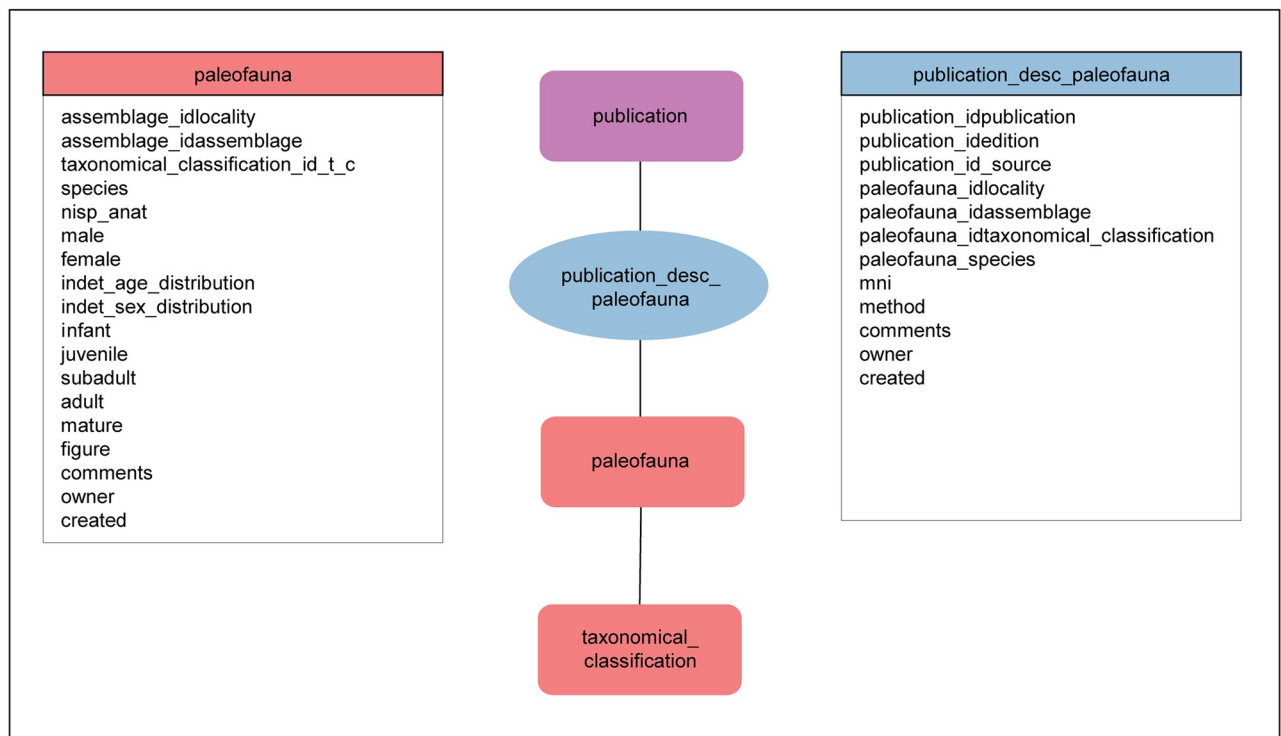 paleofauna
assemblage_idlocality
assemblage_idassemblage
taxonomical_classification_id_t_c
species
nisp_anat
male
female
indet_age_distribution
indet_sex_distribution
infant
juvenile
subadult
adult
mature
figure
comments
owner
created
publication
publication_desc_
paleofauna
paleofauna
taxonomical_
classification
publication_desc_paleofauna
publication_idpublication
publication_idedition
publication_id_source
paleofauna_idlocality
paleofauna_idassemblage
paleofauna_idtaxonomical_classification
paleofauna_species
mni
method
comments
owner
created